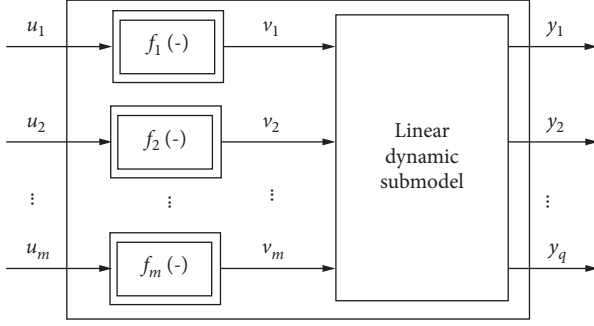 u1 f1 (-) v1 y1
u2 f2 (-) v2 Linear dynamic submodel y2
... ... ... ...
um fm (-) vm yq